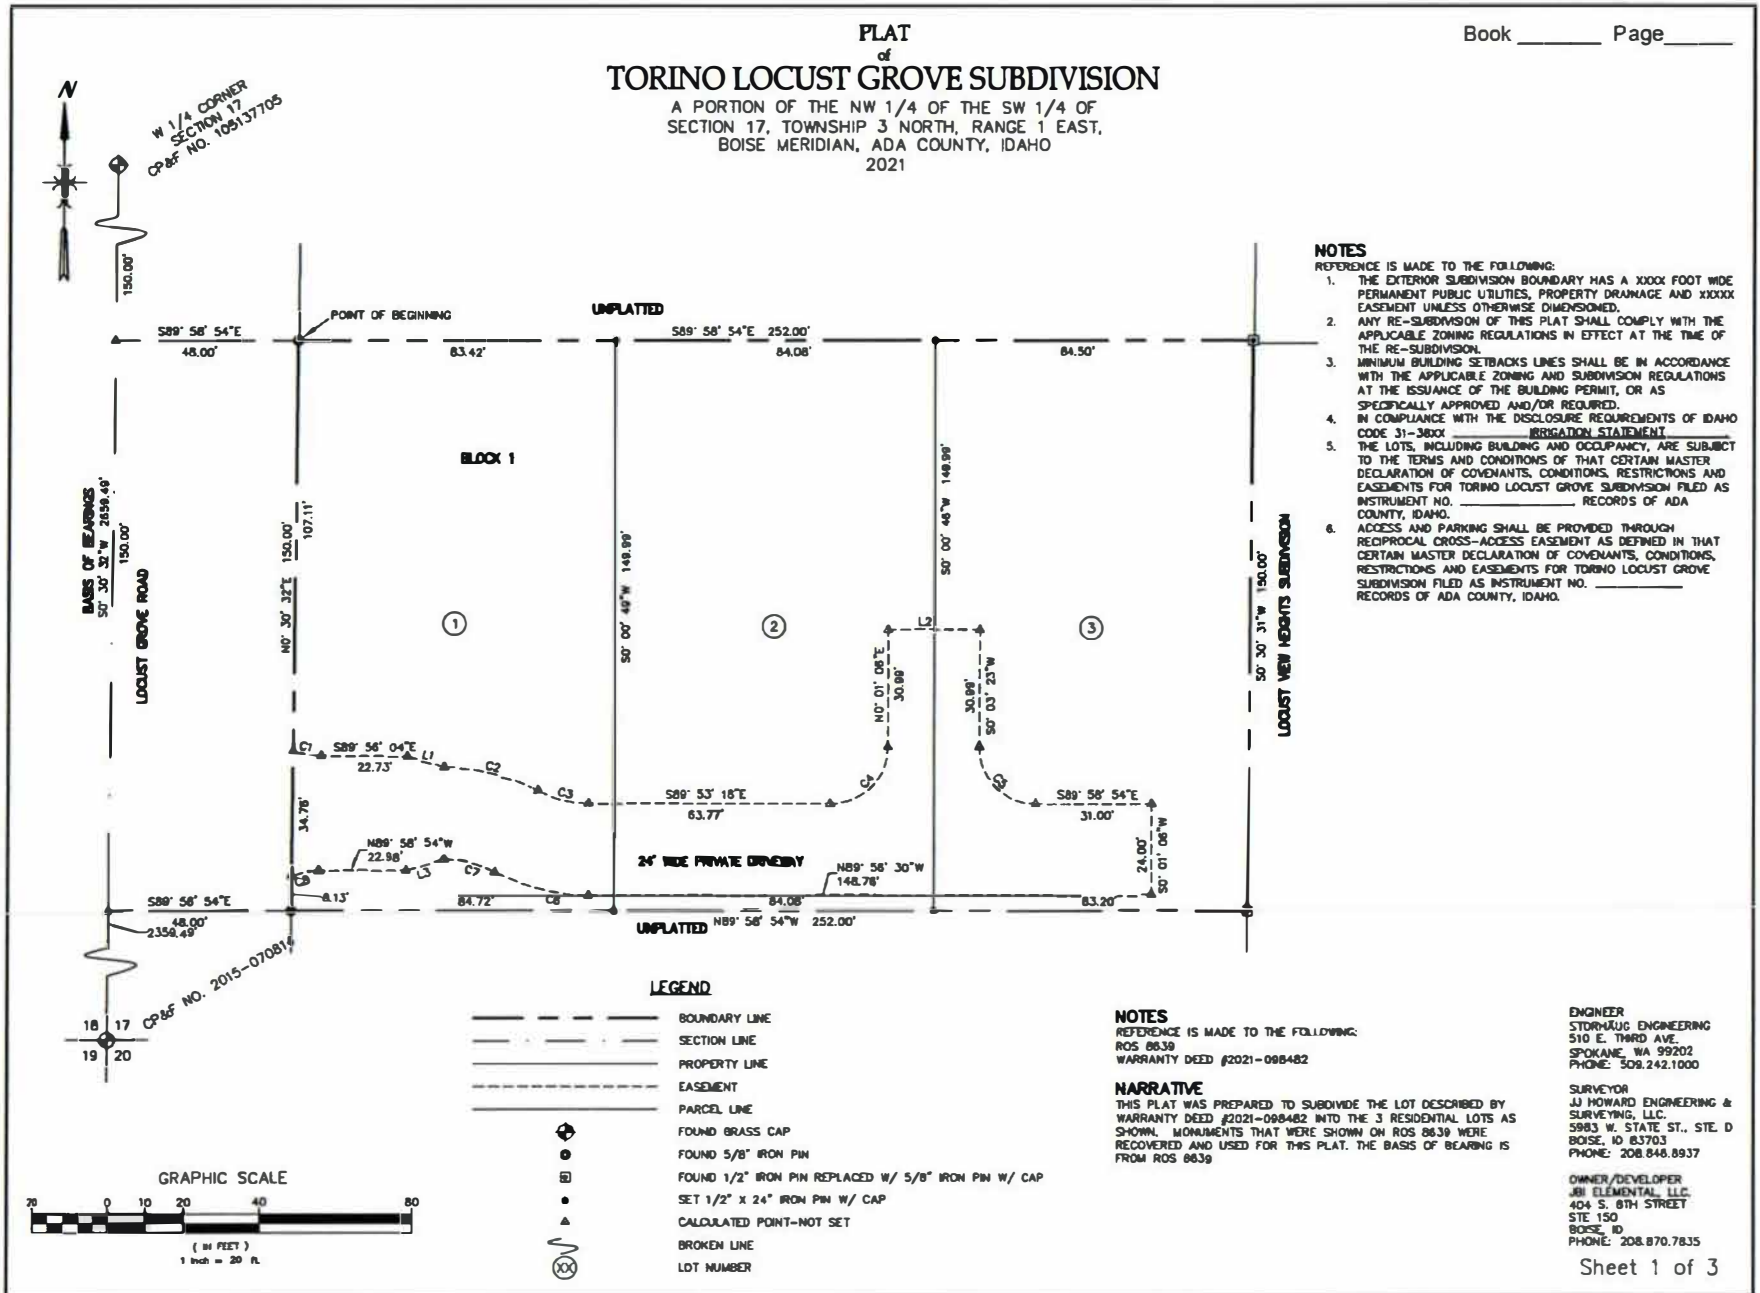 Book ______ Page______
PLAT
of
TORINO LOCUST GROVE SUBDIVISION
A PORTION OF THE NW 1/4 OF THE SW 1/4 OF
SECTION 17, TOWNSHIP 3 NORTH, RANGE 1 EAST,
BOISE MERIDIAN, ADA COUNTY, IDAHO
2021
N
W 1/4 CORNER
SECTION 17
CP&F NO. 105137705
150.00'
S89° 58' 54"E
48.00'
POINT OF BEGINNING
UNPLATTED
83.42'
S89° 58' 54"E 252.00'
84.08'
84.50'
BLOCK 1
BASIS OF BEARINGS
S0° 30' 32"W 2659.49'
150.00'
LOCUST GROVE ROAD
N0° 30' 32"E 150.00'
107.11'
S0° 00' 49"W 149.99'
S0° 00' 46"W 149.99'
S0° 30' 31"W 150.00'
LOCUST VIEW HEIGHTS SUBDIVISION
1
2
3
L2
N0° 01' 06"E
30.99'
30.99'
S0° 03' 23"W
C1
S89° 56' 04"E
22.73'
L1
C2
C3
S89° 53' 18"E
63.77'
C4
C5
S89° 58' 54"E
31.00'
24.00'
S0° 01' 06"W
34.76'
N89° 58' 54"W
22.98'
L3
C7
24' WIDE PRIVATE DRIVEWAY
N89° 56' 30"W
148.76'
8.13'
84.72'
C6
84.08'
83.20'
S89° 58' 54"E
48.00'
2359.49'
UNPLATTED
N89° 58' 54"W 252.00'
CP&F NO. 2015-070814
18 17
19 20
NOTES
REFERENCE IS MADE TO THE FOLLOWING:
1. THE EXTERIOR SUBDIVISION BOUNDARY HAS A XXXX FOOT WIDE
PERMANENT PUBLIC UTILITIES, PROPERTY DRAINAGE AND XXXXX
EASEMENT UNLESS OTHERWISE DIMENSIONED.
2. ANY RE-SUBDIVISION OF THIS PLAT SHALL COMPLY WITH THE
APPLICABLE ZONING REGULATIONS IN EFFECT AT THE TIME OF
THE RE-SUBDIVISION.
3. MINIMUM BUILDING SETBACKS LINES SHALL BE IN ACCORDANCE
WITH THE APPLICABLE ZONING AND SUBDIVISION REGULATIONS
AT THE ISSUANCE OF THE BUILDING PERMIT, OR AS
SPECIFICALLY APPROVED AND/OR REQUIRED.
4. IN COMPLIANCE WITH THE DISCLOSURE REQUIREMENTS OF IDAHO
CODE 31-38XX ______ IRRIGATION STATEMENT ______
5. THE LOTS, INCLUDING BUILDING AND OCCUPANCY, ARE SUBJECT
TO THE TERMS AND CONDITIONS OF THAT CERTAIN MASTER
DECLARATION OF COVENANTS, CONDITIONS, RESTRICTIONS AND
EASEMENTS FOR TORINO LOCUST GROVE SUBDIVISION FILED AS
INSTRUMENT NO. ____________, RECORDS OF ADA
COUNTY, IDAHO.
6. ACCESS AND PARKING SHALL BE PROVIDED THROUGH
RECIPROCAL CROSS-ACCESS EASEMENT AS DEFINED IN THAT
CERTAIN MASTER DECLARATION OF COVENANTS, CONDITIONS,
RESTRICTIONS AND EASEMENTS FOR TORINO LOCUST GROVE
SUBDIVISION FILED AS INSTRUMENT NO. __________
RECORDS OF ADA COUNTY, IDAHO.
LEGEND
BOUNDARY LINE
SECTION LINE
PROPERTY LINE
EASEMENT
PARCEL LINE
FOUND BRASS CAP
FOUND 5/8" IRON PIN
FOUND 1/2" IRON PIN REPLACED W/ 5/8" IRON PIN W/ CAP
SET 1/2" X 24" IRON PIN W/ CAP
CALCULATED POINT-NOT SET
BROKEN LINE
XX LOT NUMBER
GRAPHIC SCALE
20 0 10 20 40 80
( IN FEET )
1 inch = 20 ft.
NOTES
REFERENCE IS MADE TO THE FOLLOWING:
ROS 8639
WARRANTY DEED #2021-098482
NARRATIVE
THIS PLAT WAS PREPARED TO SUBDIVIDE THE LOT DESCRIBED BY
WARRANTY DEED #2021-098482 INTO THE 3 RESIDENTIAL LOTS AS
SHOWN. MONUMENTS THAT WERE SHOWN ON ROS 8639 WERE
RECOVERED AND USED FOR THIS PLAT. THE BASIS OF BEARING IS
FROM ROS 8639
ENGINEER
STORHAUG ENGINEERING
510 E. THIRD AVE.
SPOKANE, WA 99202
PHONE: 509.242.1000
SURVEYOR
JJ HOWARD ENGINEERING &
SURVEYING, LLC.
5983 W. STATE ST., STE. D
BOISE, ID 83703
PHONE: 208.846.8937
OWNER/DEVELOPER
JBI ELEMENTAL, LLC.
404 S. 8TH STREET
STE 150
BOISE, ID
PHONE: 208.870.7835
Sheet 1 of 3